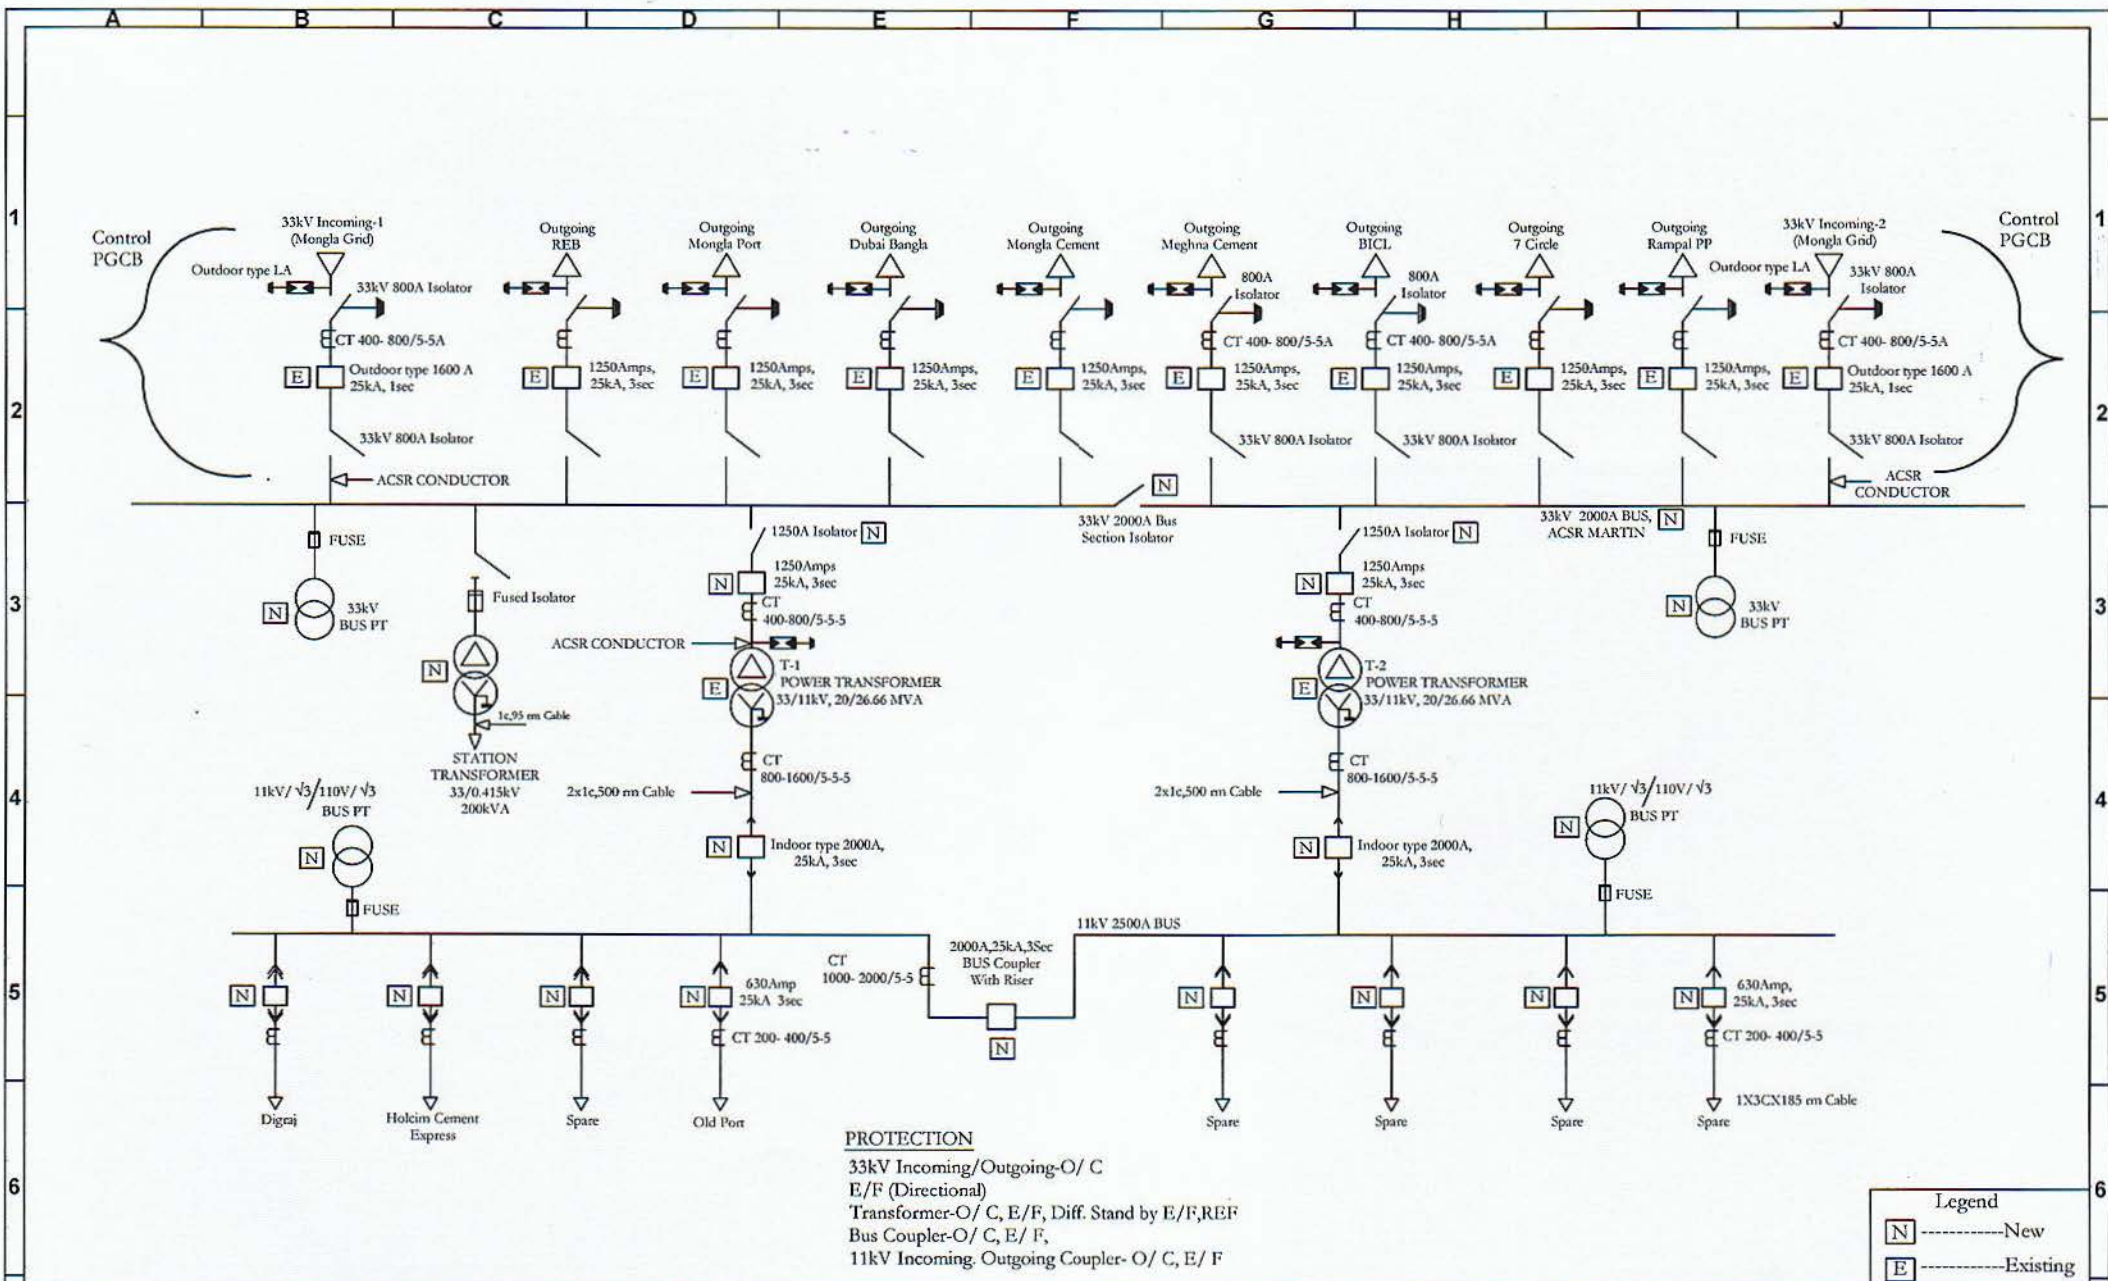 A B C D E F G H J
1
1
Control
PGCB
33kV Incoming-1
(Mongla Grid)
Outgoing
REB
Outgoing
Mongla Port
Outgoing
Dubai Bangla
Outgoing
Mongla Cement
Outgoing
Meghna Cement
Outgoing
BICL
Outgoing
7 Circle
Outgoing
Rampal PP
33kV Incoming-2
(Mongla Grid)
Control
PGCB
Outdoor type LA
33kV 800A Isolator
800A
Isolator
800A
Isolator
Outdoor type LA
33kV 800A
Isolator
CT 400- 800/5-5A
CT 400- 800/5-5A
CT 400- 800/5-5A
CT 400- 800/5-5A
E
Outdoor type 1600 A
25kA, 1sec
E
1250Amps,
25kA, 3sec
E
1250Amps,
25kA, 3sec
E
1250Amps,
25kA, 3sec
E
1250Amps,
25kA, 3sec
E
1250Amps,
25kA, 3sec
E
1250Amps,
25kA, 3sec
E
1250Amps,
25kA, 3sec
E
1250Amps,
25kA, 3sec
E
Outdoor type 1600 A
25kA, 1sec
2
2
33kV 800A Isolator
33kV 800A Isolator
33kV 800A Isolator
33kV 800A Isolator
ACSR CONDUCTOR
N
ACSR
CONDUCTOR
FUSE
1250A Isolator N
33kV 2000A Bus
Section Isolator
1250A Isolator N
33kV 2000A BUS,
ACSR MARTIN
N
FUSE
3
3
N
33kV
BUS PT
Fused Isolator
N
1250Amps
25kA, 3sec
CT
400-800/5-5-5
N
1250Amps
25kA, 3sec
CT
400-800/5-5-5
N
33kV
BUS PT
ACSR CONDUCTOR
N
E
T-1
POWER TRANSFORMER
33/11kV, 20/26.66 MVA
E
T-2
POWER TRANSFORMER
33/11kV, 20/26.66 MVA
1c,95 rm Cable
STATION
TRANSFORMER
33/0.415kV
200kVA
CT
800-1600/5-5-5
CT
800-1600/5-5-5
4
4
11kV/ √3/110V/ √3
BUS PT
2x1c,500 rm Cable
2x1c,500 rm Cable
11kV/ √3/110V/ √3
BUS PT
N
N
Indoor type 2000A,
25kA, 3sec
N
Indoor type 2000A,
25kA, 3sec
N
FUSE
FUSE
11kV 2500A BUS
5
5
N
N
N
N
630Amp
25kA 3sec
CT
1000- 2000/5-5
2000A,25kA,3Sec
BUS Coupler
With Riser
N
N
N
N
N
630Amp,
25kA, 3sec
CT 200- 400/5-5
CT 200- 400/5-5
1X3CX185 rm Cable
Digraj
Holcim Cement
Express
Spare
Old Port
Spare
Spare
Spare
Spare
PROTECTION
33kV Incoming/Outgoing-O/ C
E/F (Directional)
Transformer-O/ C, E/F, Diff. Stand by E/F,REF
Bus Coupler-O/ C, E/ F,
11kV Incoming. Outgoing Coupler- O/ C, E/ F
6
6
Legend
N ------------New
E ------------Existing